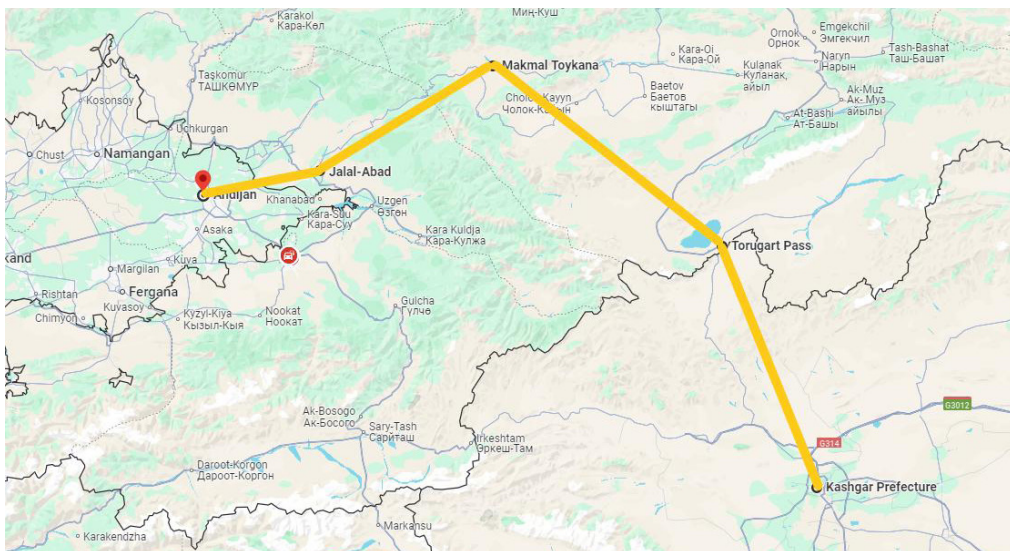 Karakol
Кара-Көл
Миң-Куш
Ornok
Орнок
Emgekchil
Эмгекчил
Kara-Oi
Кара-Ой
Kulanak
Куланак,
айыл
Naryn
Нарын
Tash-Bashat
Таш-Башат
Makmal Toykana
Taşkomur
ТАШКӨМҮР
Kosonsoy
Baetov
Баетов
кыштагы
Ak-Muz
Ак- Муз
айылы
At-Bashi
Ат-Башы
Uchkurgan
Chust
Namangan
Jalal-Abad
Andijan
Khanabad
Uzgen
Өзгөн
Kara-Suu
Кара-Суу
Asaka
Kara Kuldja
Кара-Кулжа
Torugart Pass
kand
Margilan
Kuva
Rishtan
Fergana
Kuvasoy
Chimyon
Kyzyl-Kiya
Кызыл-Кыя
Nookat
Ноокат
Gulcha
Гүлчө
G3012
Ak-Bosogo
Ак-Босого
Sary-Tash
Сарыташ
Irkeshtam
Эркеш-Там
G314
Daroot-Korgon
Дароот-Коргон
Kashgar Prefecture
Markansu
Karakendzha